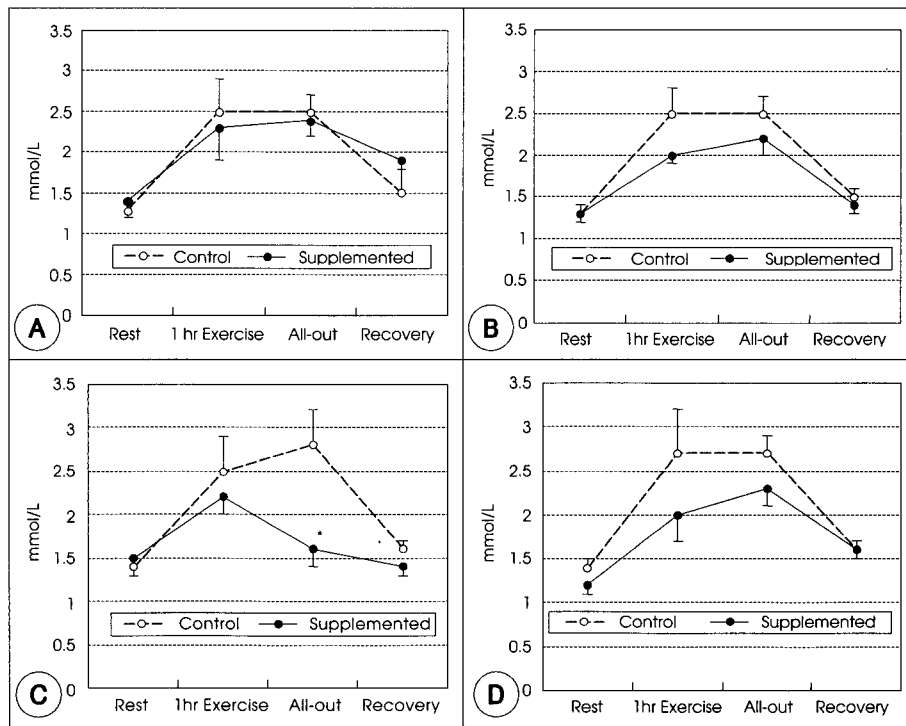 3.5
3
2.5
2
1.5
1
0.5
0
mmol/L
Control Supplemented
Rest 1 hr Exercise All-out Recovery
A
3.5
3
2.5
2
1.5
1
0.5
0
mmol/L
Control Supplemented
Rest 1hr Exercise All-out Recovery
B
3.5
3
2.5
2
1.5
1
0.5
0
mmol/L
*
Control Supplemented
Rest 1hr Exercise All-out Recovery
C
3.5
3
2.5
2
1.5
1
0.5
0
mmol/L
Control Supplemented
Rest 1hr Exercise All-out Recovery
D